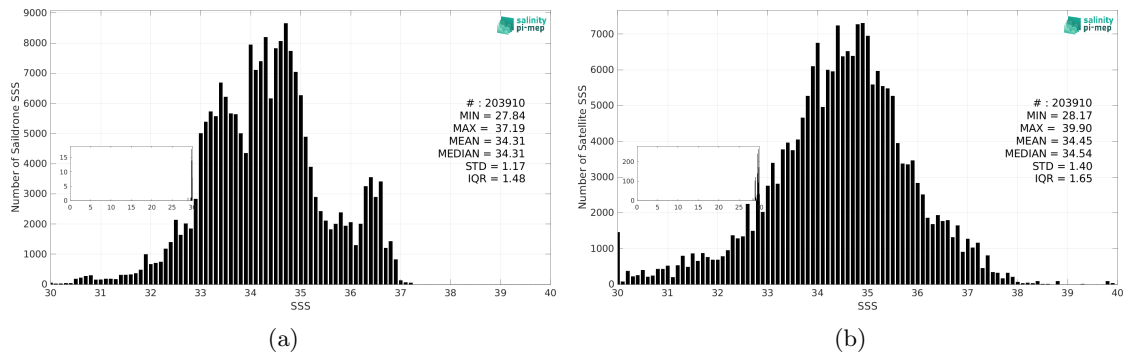 9000
8000
7000
6000
5000
4000
3000
2000
1000
0
Number of Saildrone SSS
salinity
pi-mep
# : 203910
MIN = 27.84
MAX = 37.19
MEAN = 34.31
MEDIAN = 34.31
STD = 1.17
IQR = 1.48
15
10
5
0
0 5 10 15 20 25 30
30 31 32 33 34 35 36 37 38 39 40
SSS
(a)
7000
6000
5000
4000
3000
2000
1000
0
Number of Satellite SSS
salinity
pi-mep
# : 203910
MIN = 28.17
MAX = 39.90
MEAN = 34.45
MEDIAN = 34.54
STD = 1.40
IQR = 1.65
200
100
0
0 5 10 15 20 25 30
30 31 32 33 34 35 36 37 38 39 40
SSS
(b)